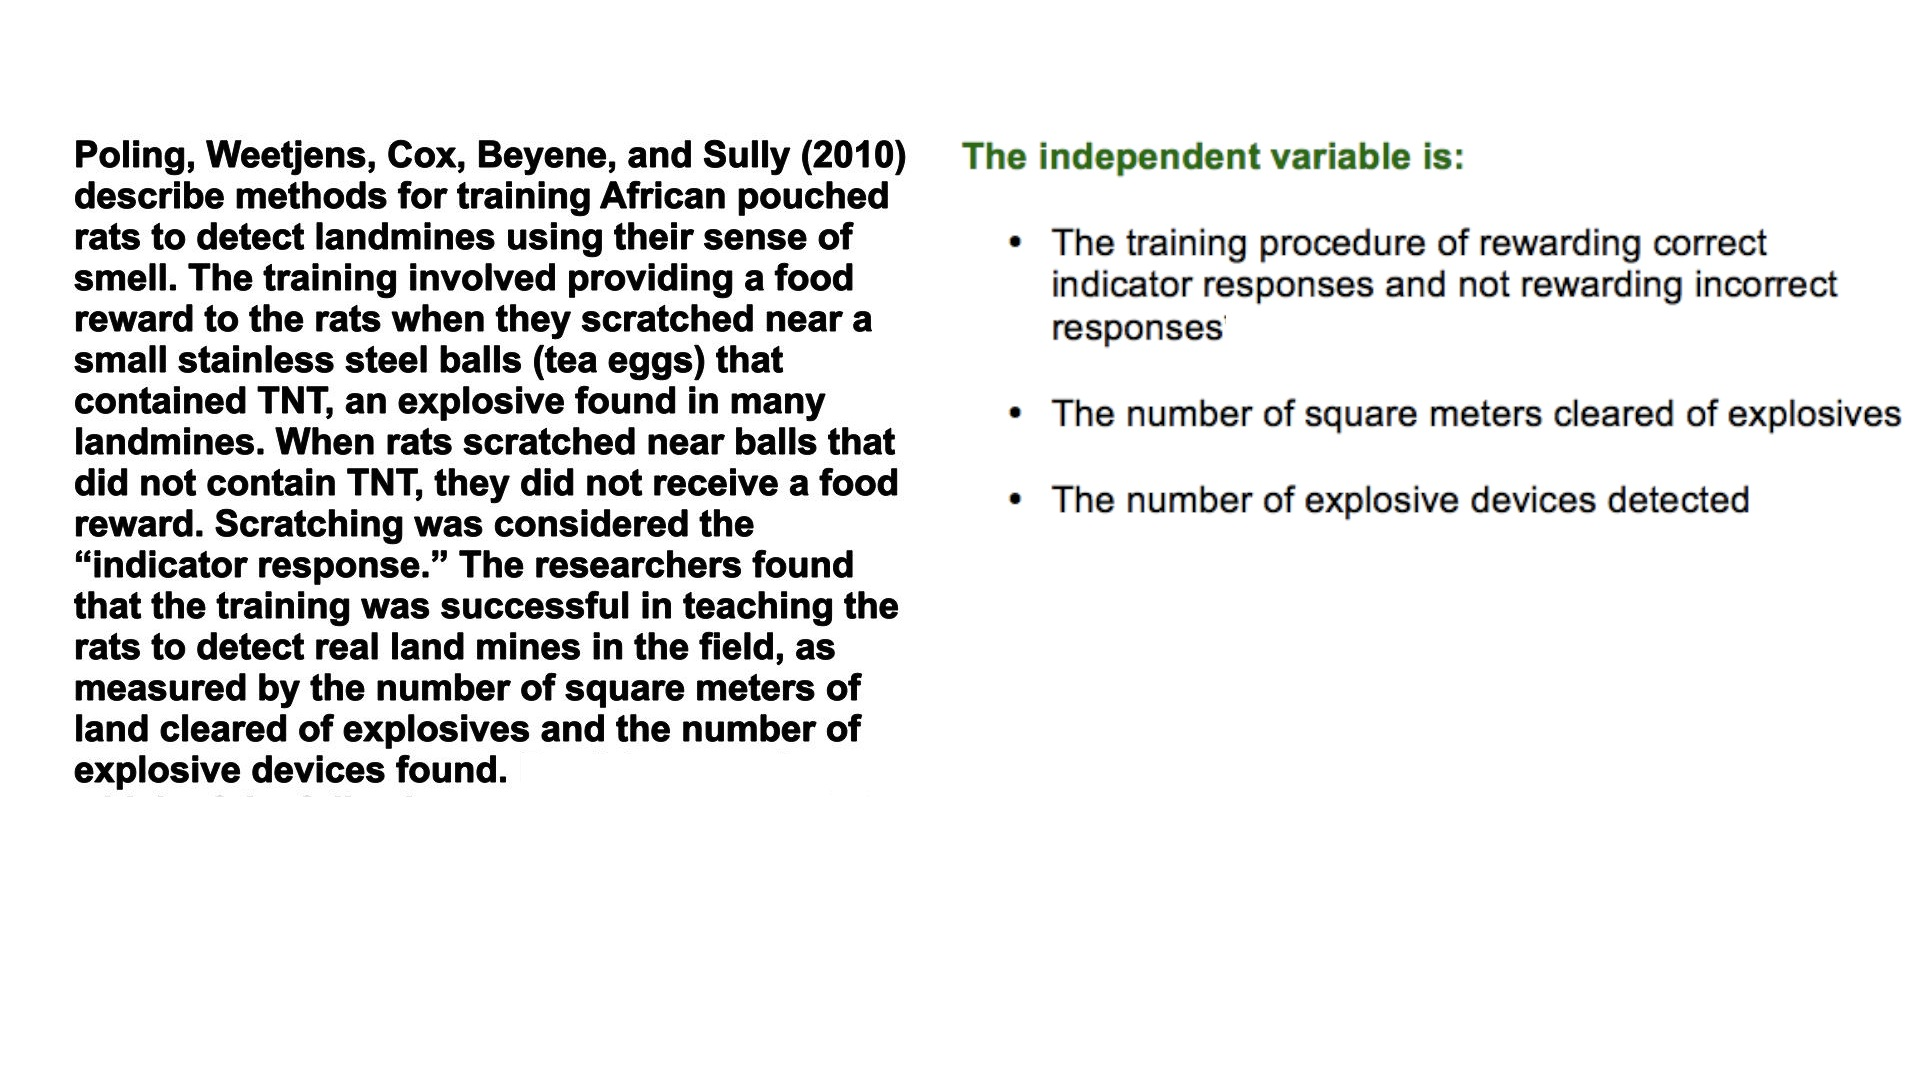 Poling, Weetjens, Cox, Beyene, and Sully (2010)
describe methods for training African pouched
rats to detect landmines using their sense of
smell. The training involved providing a food
reward to the rats when they scratched near a
small stainless steel balls (tea eggs) that
contained TNT, an explosive found in many
landmines. When rats scratched near balls that
did not contain TNT, they did not receive a food
reward. Scratching was considered the
“indicator response.” The researchers found
that the training was successful in teaching the
rats to detect real land mines in the field, as
measured by the number of square meters of
land cleared of explosives and the number of
explosive devices found.
The independent variable is:
• The training procedure of rewarding correct
indicator responses and not rewarding incorrect
responses
• The number of square meters cleared of explosives
• The number of explosive devices detected